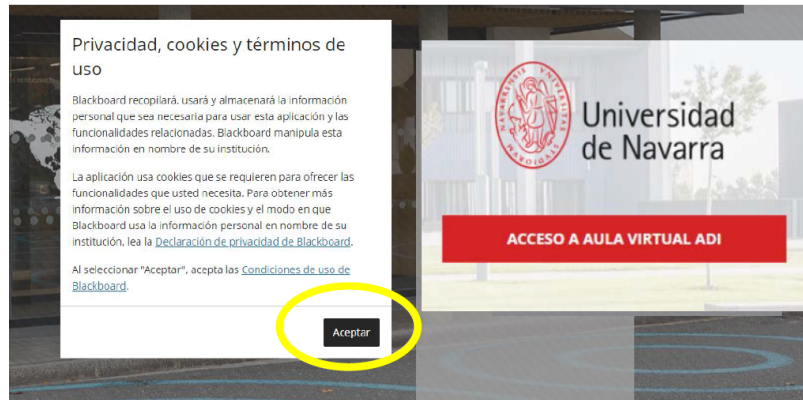 Privacidad, cookies y términos de
uso
Blackboard recopilará, usará y almacenará la información
personal que sea necesaria para usar esta aplicación y las
funcionalidades relacionadas. Blackboard manipula esta
información en nombre de su institución.
La aplicación usa cookies que se requieren para ofrecer las
funcionalidades que usted necesita. Para obtener más
información sobre el uso de cookies y el modo en que
Blackboard usa la información personal en nombre de su
institución, lea la Declaración de privacidad de Blackboard.
Al seleccionar "Aceptar", acepta las Condiciones de uso de
Blackboard.
Aceptar
Universidad
de Navarra
ACCESO A AULA VIRTUAL ADI